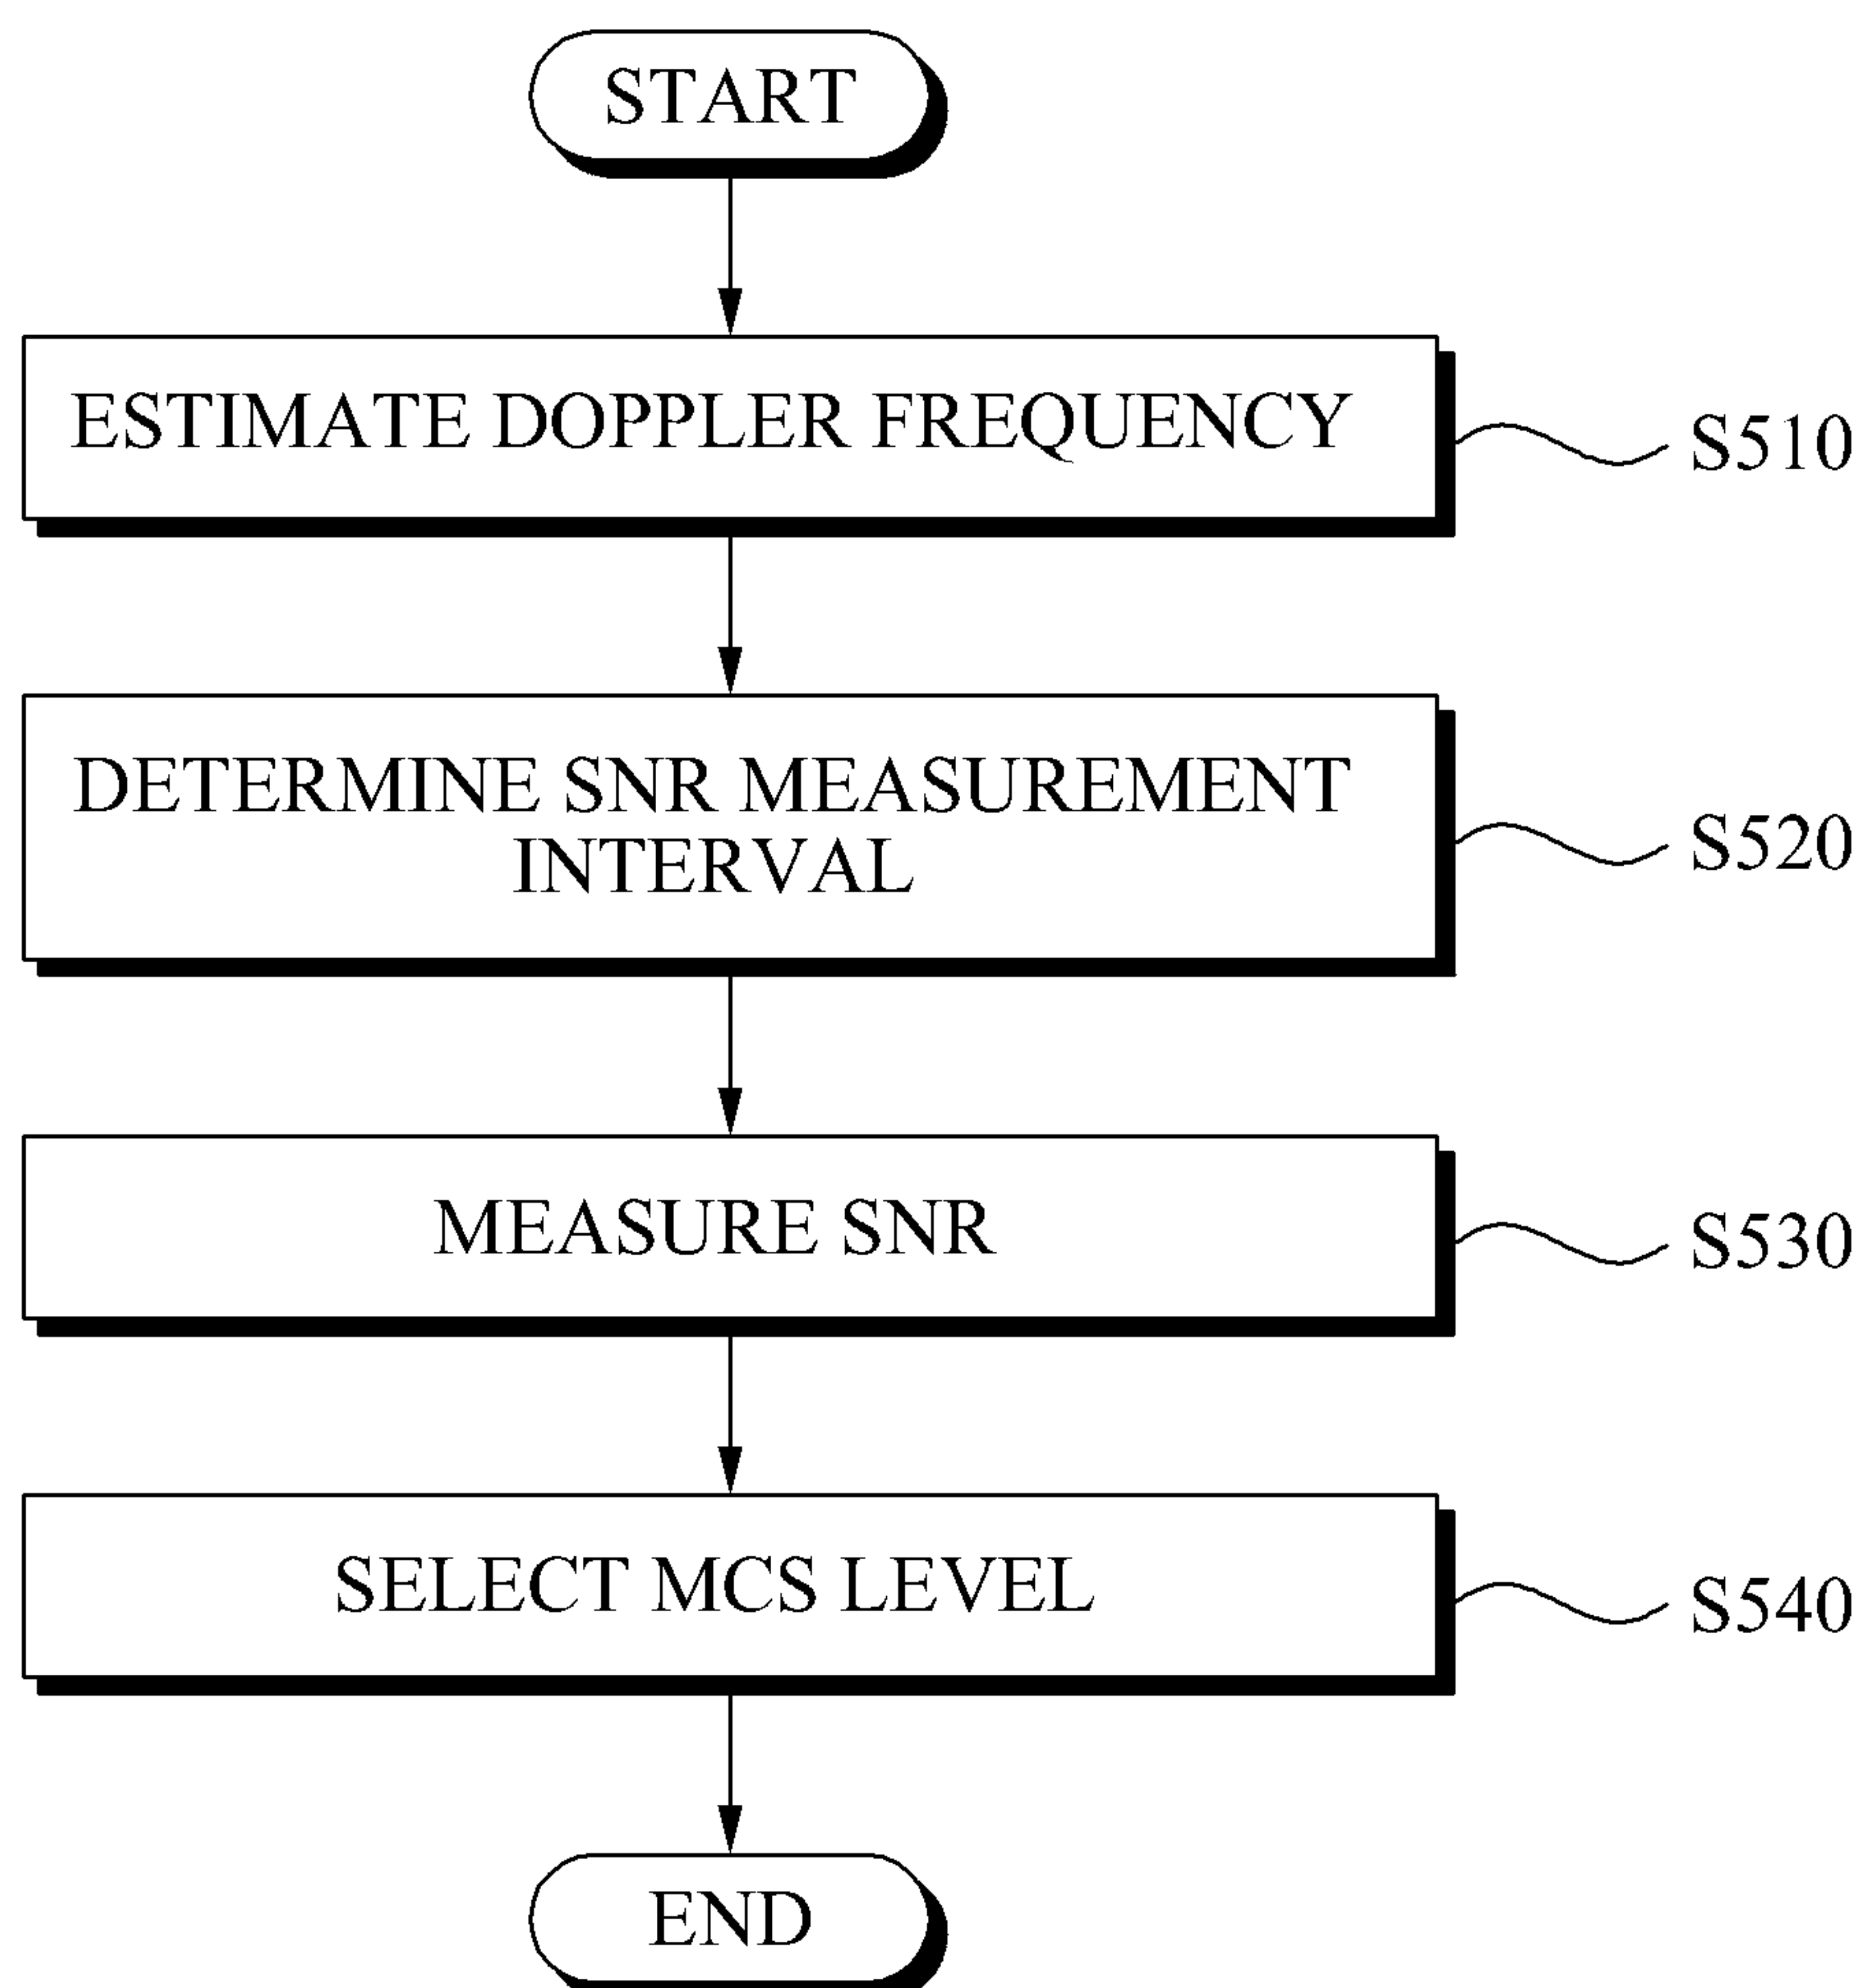 START
ESTIMATE DOPPLER FREQUENCY
S510
DETERMINE SNR MEASUREMENT
INTERVAL
S520
MEASURE SNR
S530
SELECT MCS LEVEL
S540
END